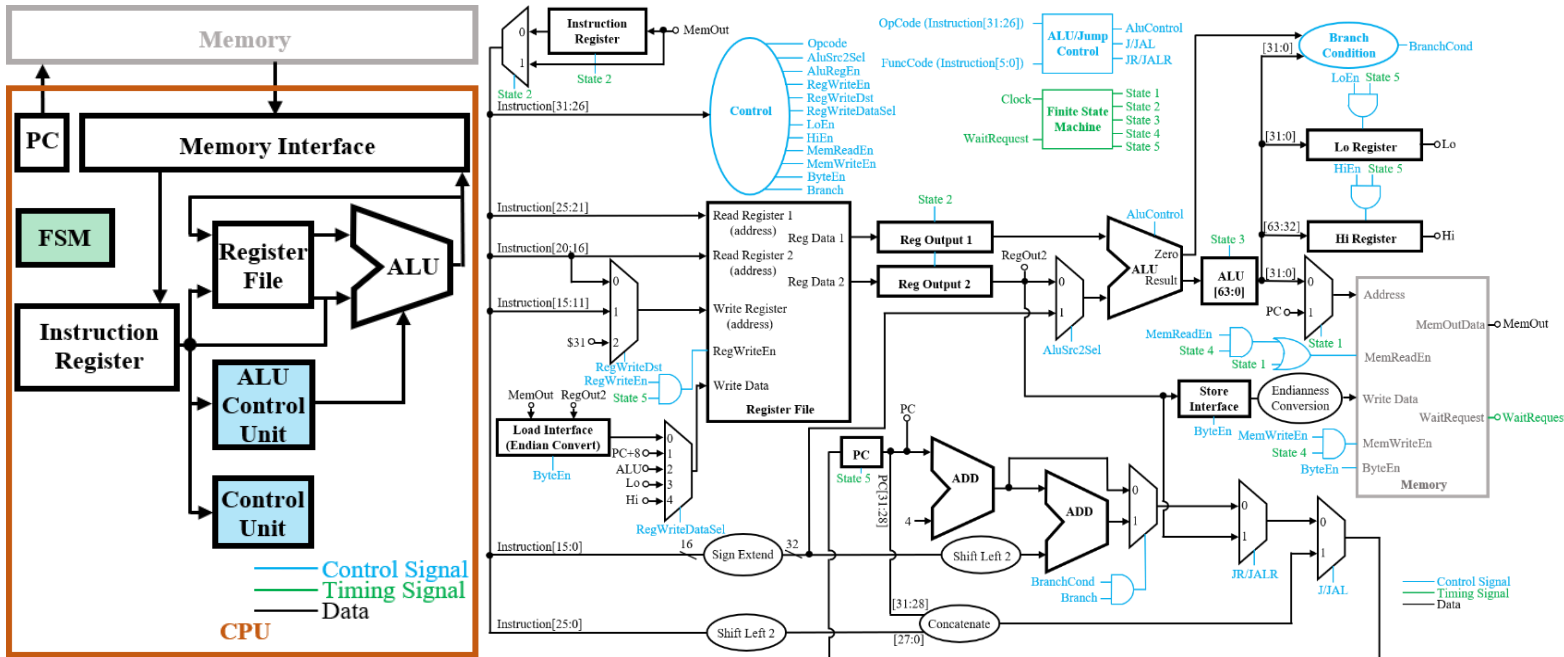 Memory
PC
Memory Interface
FSM
Register
File
ALU
Instruction
Register
ALU
Control
Unit
Control
Unit
Control Signal
Timing Signal
Data
CPU
0
1
Instruction
Register
MemOut
State 2
State 2
Instruction[31:26]
Control
Opcode
AluSrc2Sel
AluRegEn
RegWriteEn
RegWriteDst
RegWriteDataSel
LoEn
HiEn
MemReadEn
MemWriteEn
ByteEn
Branch
OpCode (Instruction[31:26])
FuncCode (Instruction[5:0])
ALU/Jump
Control
AluControl
J/JAL
JR/JALR
Clock
WaitRequest
Finite State
Machine
State 1
State 2
State 3
State 4
State 5
[31:0]
Branch
Condition
BranchCond
LoEn
State 5
[31:0]
Lo Register
Lo
HiEn
State 5
[63:32]
Hi Register
Hi
Instruction[25:21]
Instruction[20:16]
Instruction[15:11]
0
1
2
$31
RegWriteDst
RegWriteEn
State 5
Read Register 1
(address)
Read Register 2
(address)
Write Register
(address)
RegWriteEn
Write Data
Reg Data 1
Reg Data 2
Register File
State 2
Reg Output 1
Reg Output 2
RegOut2
0
1
AluSrc2Sel
AluControl
Zero
ALU
Result
State 3
ALU
[63:0]
[31:0]
0
1
PC
State 1
MemReadEn
State 4
State 1
Address
MemOutData
MemOut
MemReadEn
Write Data
WaitRequest
WaitReques
MemWriteEn
ByteEn
Memory
Store
Interface
ByteEn
Endianness
Conversion
MemWriteEn
State 4
ByteEn
MemOut
RegOut2
Load Interface
(Endian Convert)
ByteEn
PC+8
ALU
Lo
Hi
0
1
2
3
4
RegWriteDataSel
PC
State 5
PC
PC[31:28]
4
ADD
ADD
0
1
0
1
0
1
JR/JALR
J/JAL
BranchCond
Branch
Instruction[15:0]
16
Sign Extend
32
Shift Left 2
Instruction[25:0]
Shift Left 2
[31:28]
[27:0]
Concatenate
Control Signal
Timing Signal
Data